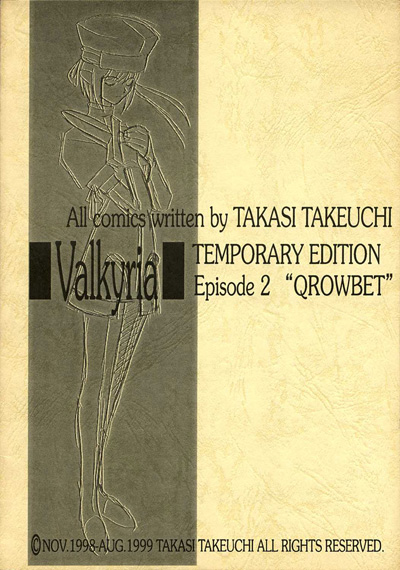 All comics written by TAKASI TAKEUCHI
Valkyria TEMPORARY EDITION
Episode 2 “QROWBET”
©NOV.1998-AUG.1999 TAKASI TAKEUCHI ALL RIGHTS RESERVED.